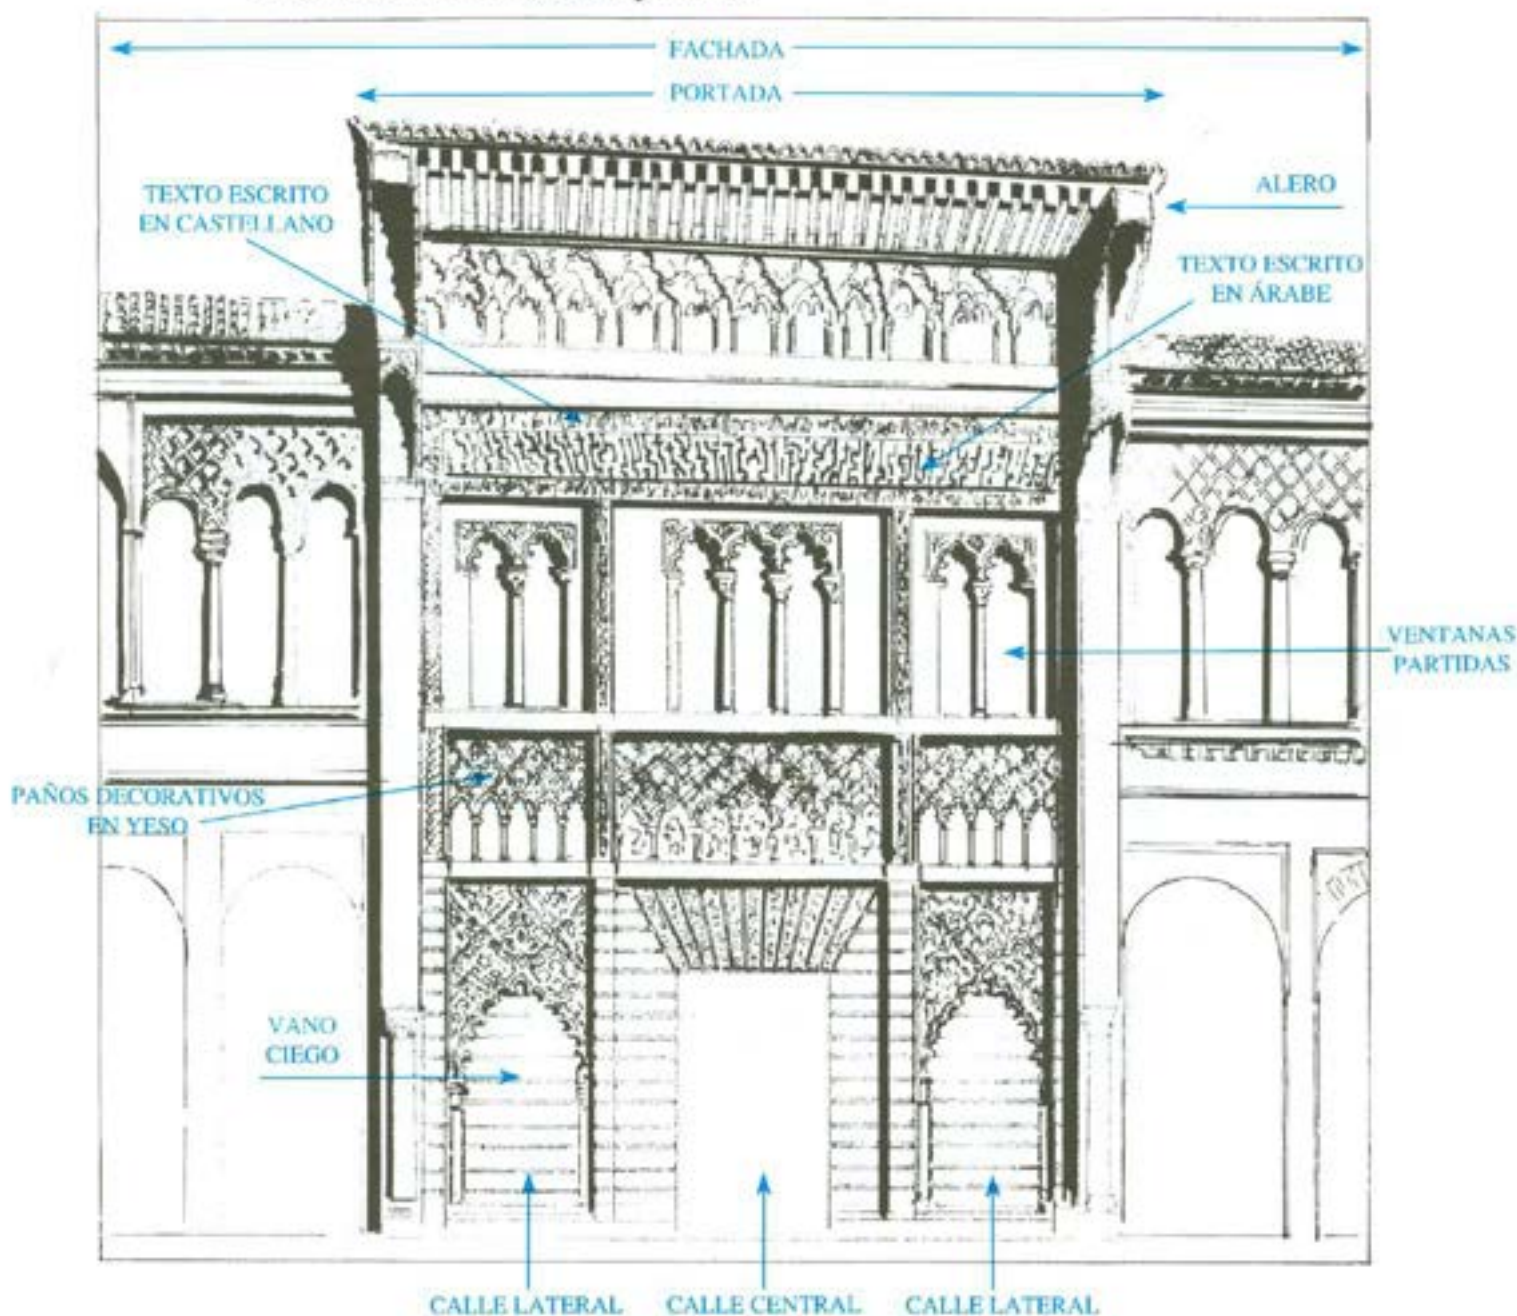 FACHADA
PORTADA
TEXTO ESCRITO
EN CASTELLANO
ALERO
TEXTO ESCRITO
EN ÁRABE
VENTANAS
PARTIDAS
PAÑOS DECORATIVOS
EN YESO
VANO
CIEGO
CALLE LATERAL
CALLE CENTRAL
CALLE LATERAL